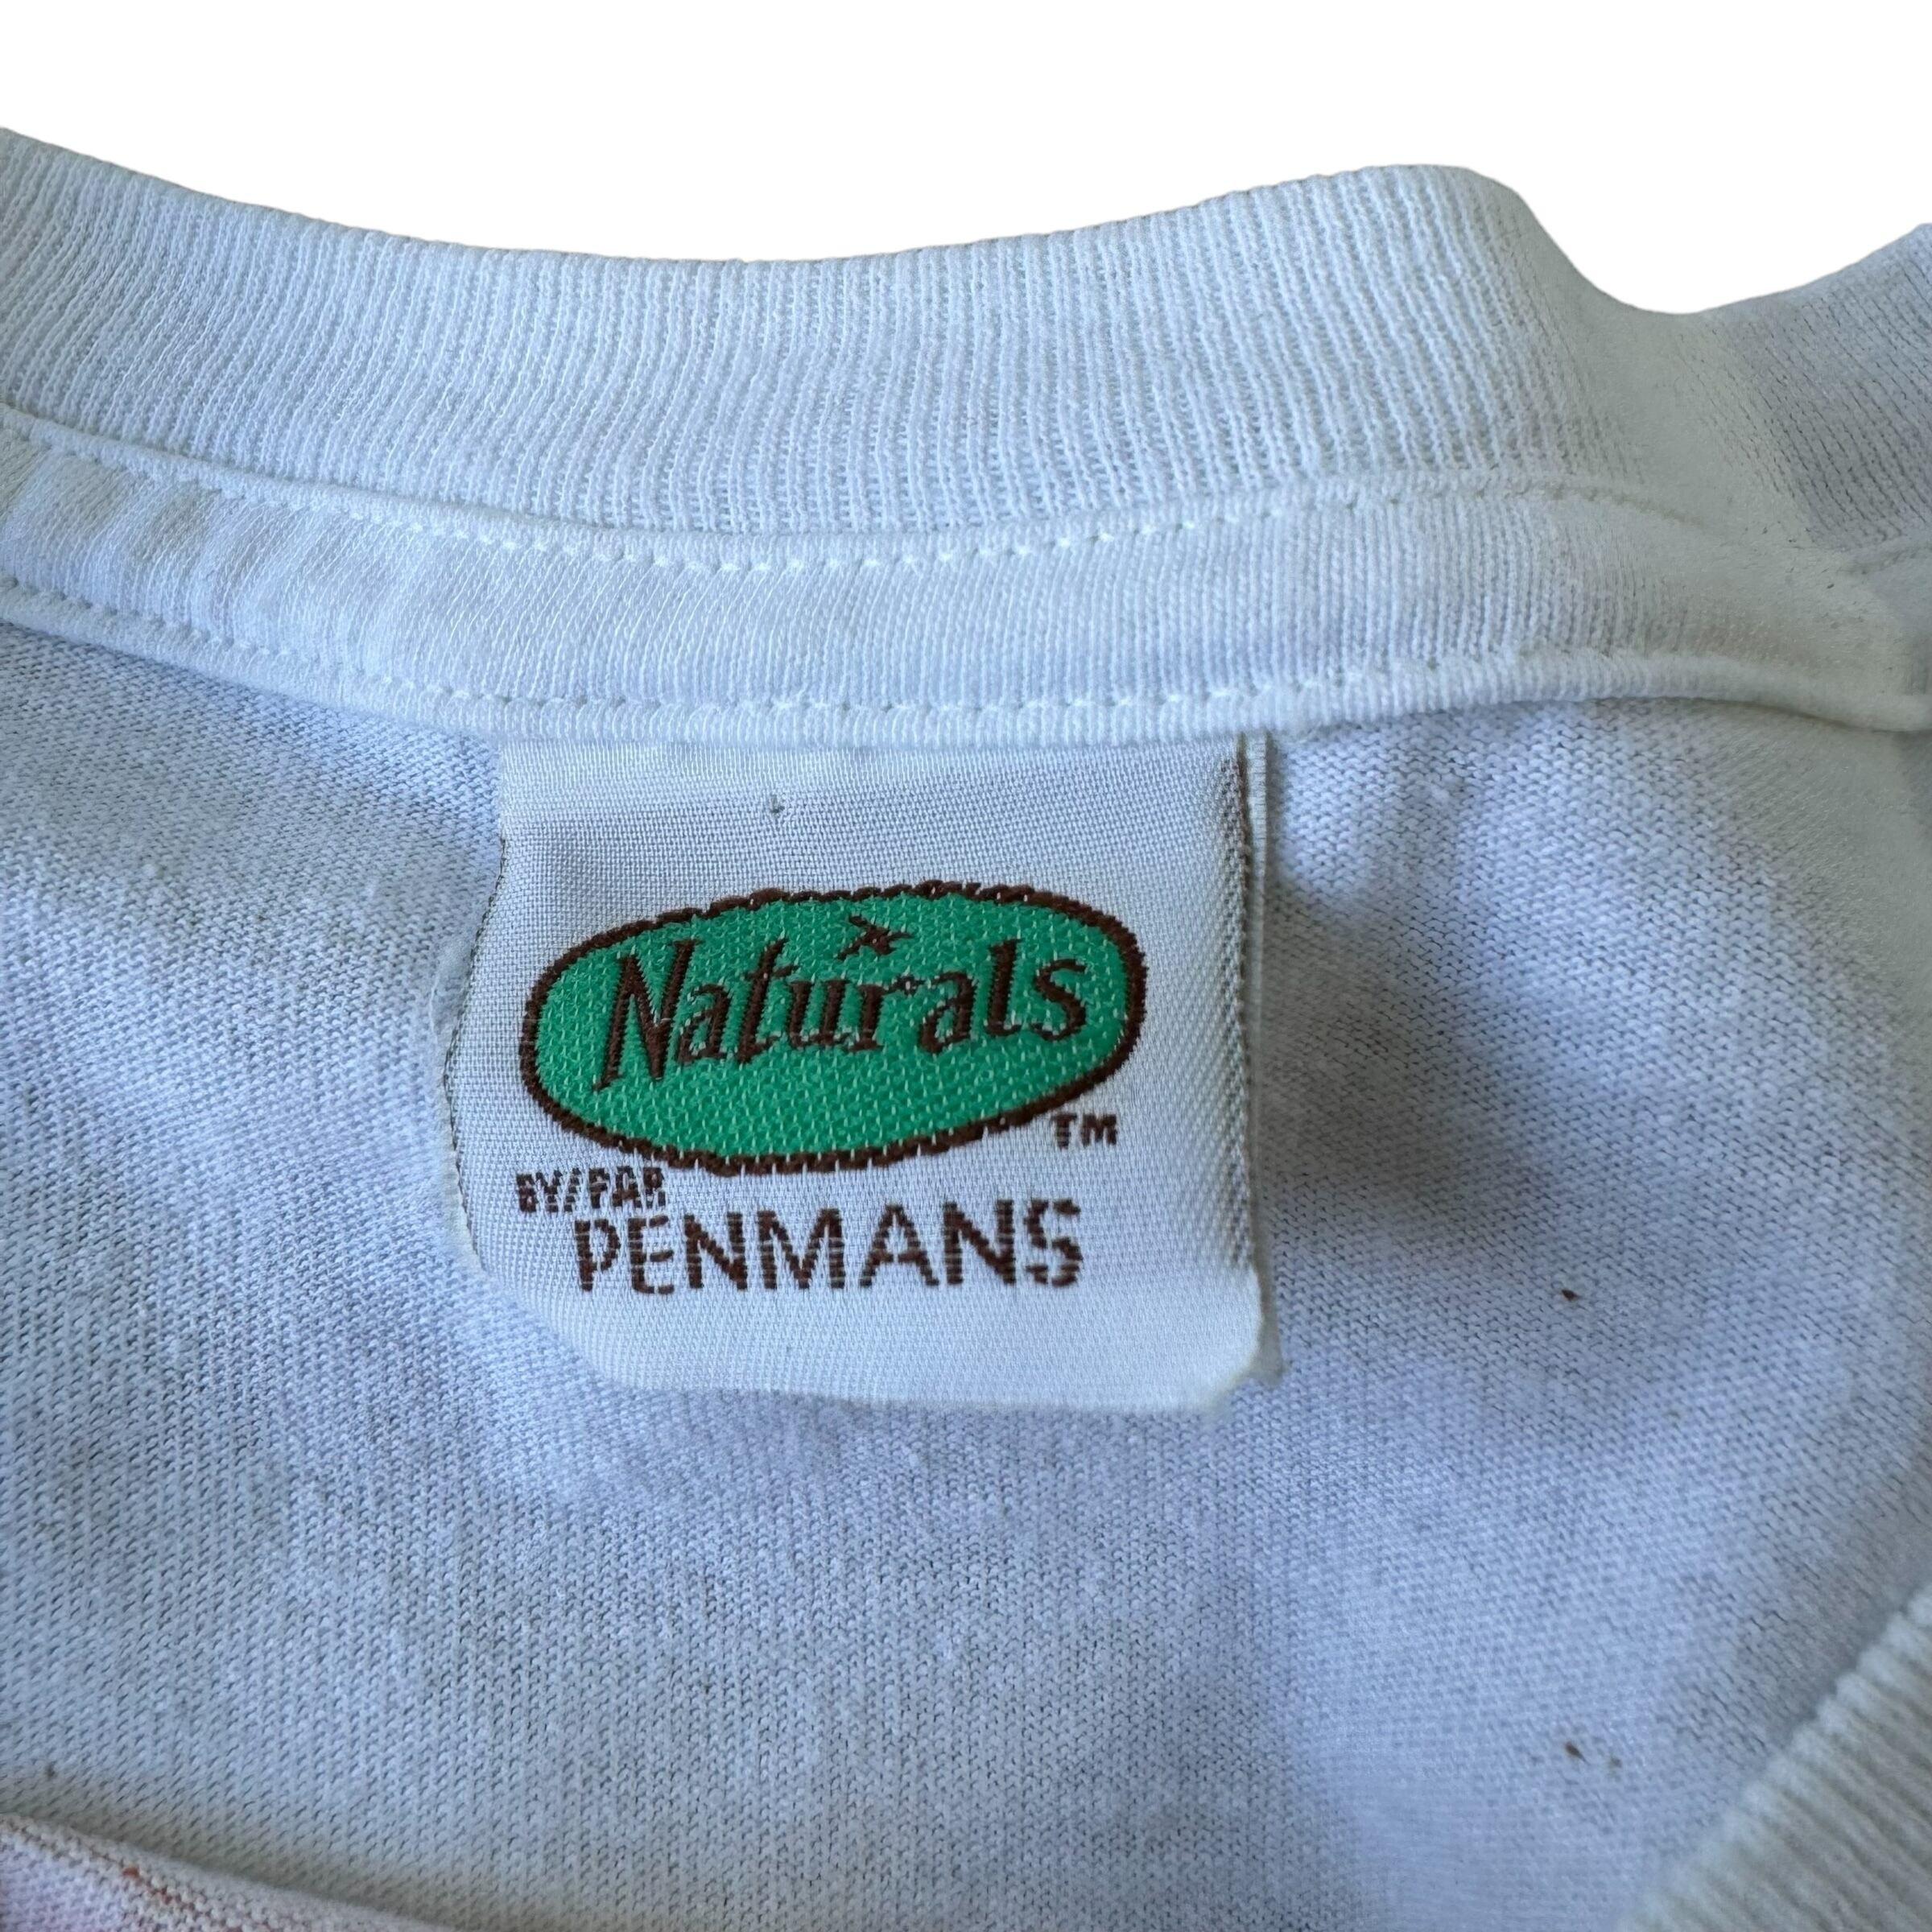 Naturals
TM
BY/PAR
PENMANS